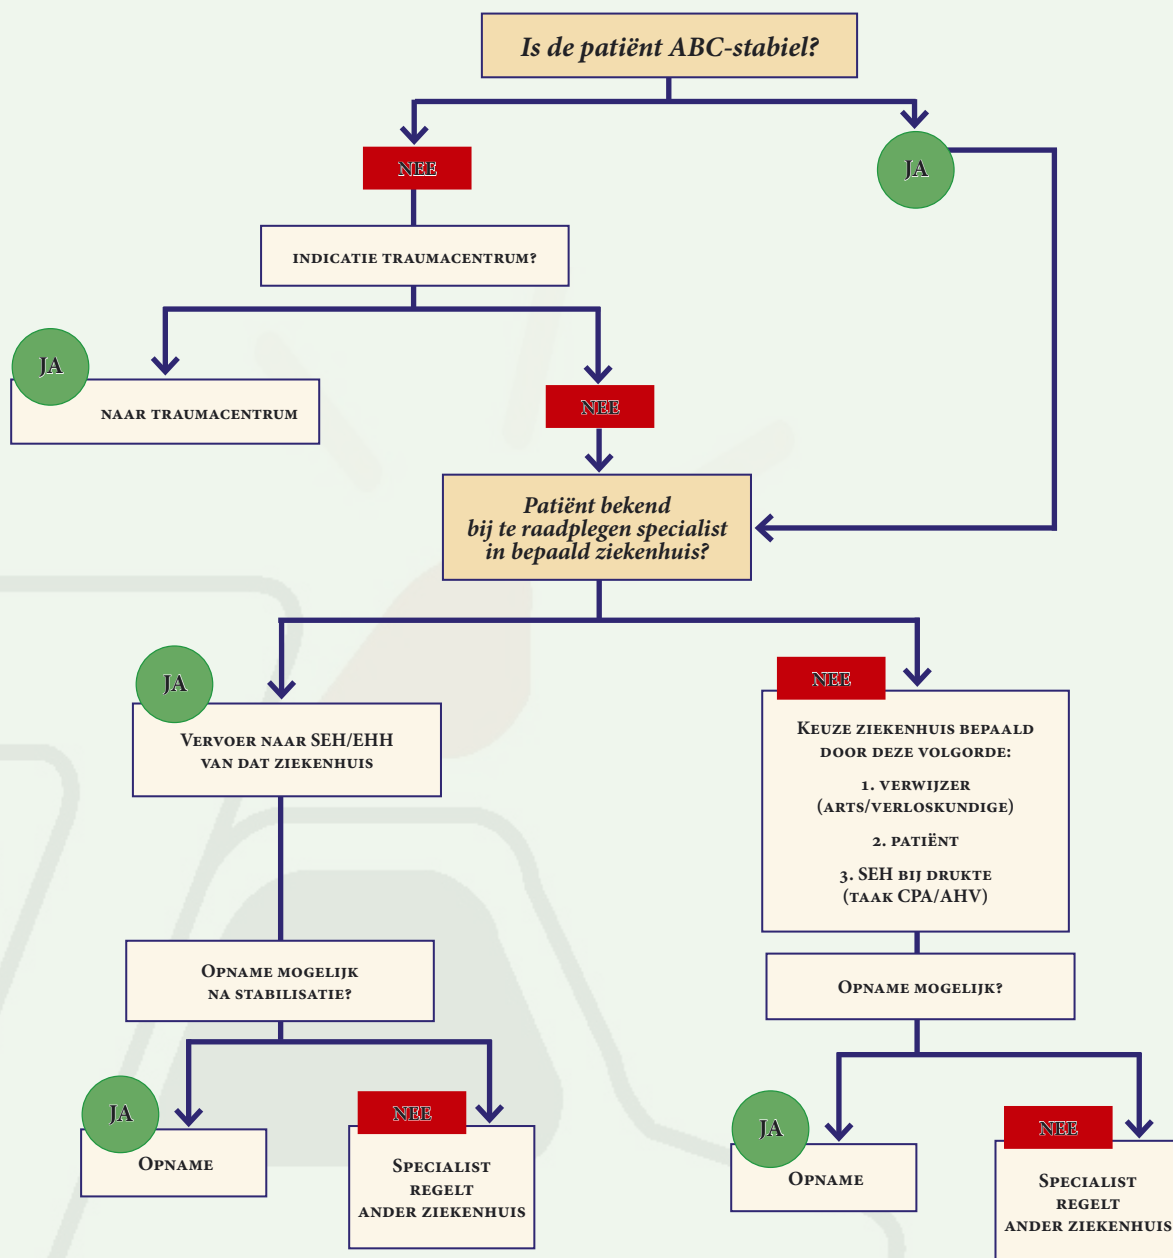 Is de patiënt ABC-stabiel?
NEE
JA
INDICATIE TRAUMACENTRUM?
JA
NAAR TRAUMACENTRUM
NEE
Patiënt bekend
bij te raadplegen specialist
in bepaald ziekenhuis?
JA
VERVOER NAAR SEH/EHH
VAN DAT ZIEKENHUIS
NEE
KEUZE ZIEKENHUIS BEPAALD
DOOR DEZE VOLGORDE:
1. VERWIJZER
(ARTS/VERLOSKUNDIGE)
2. PATIËNT
3. SEH BIJ DRUKTE
(TAAK CPA/AHV)
OPNAME MOGELIJK
NA STABILISATIE?
OPNAME MOGELIJK?
JA
OPNAME
NEE
SPECIALIST
REGELT
ANDER ZIEKENHUIS
JA
OPNAME
NEE
SPECIALIST
REGELT
ANDER ZIEKENHUIS